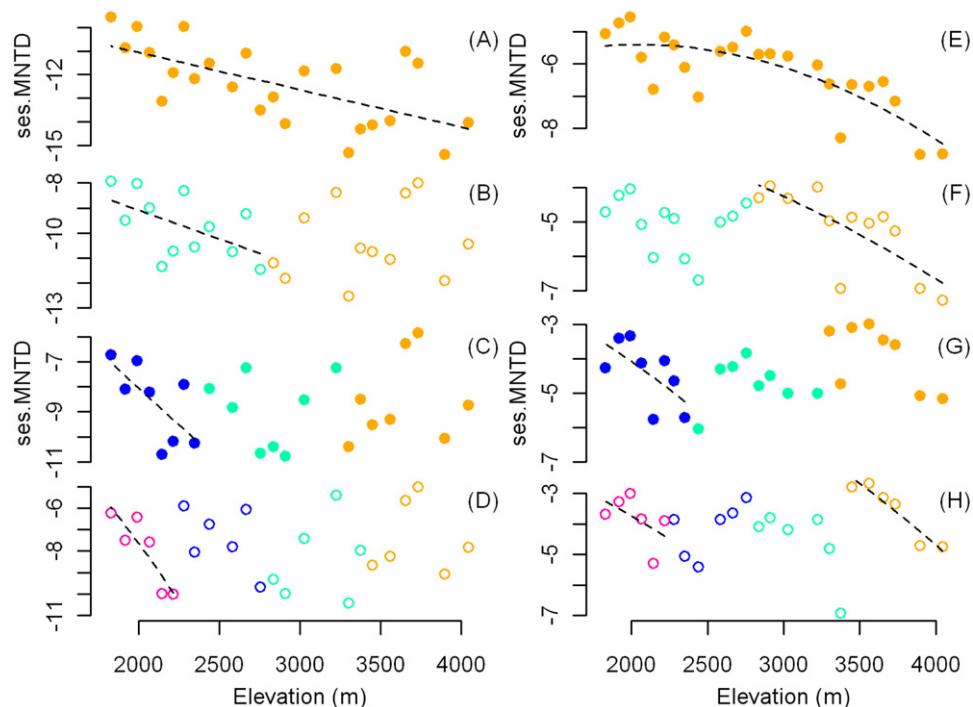 (A)
ses.MNTD
-12
-15
(B)
-8
-10
-13
(C)
ses.MNTD
-7
-9
-11
(D)
-6
-8
-11
2000 2500 3000 3500 4000
Elevation (m)
(E)
ses.MNTD
-6
-8
(F)
-5
-7
(G)
ses.MNTD
-3
-5
-7
(H)
-3
-5
-7
2000 2500 3000 3500 4000
Elevation (m)